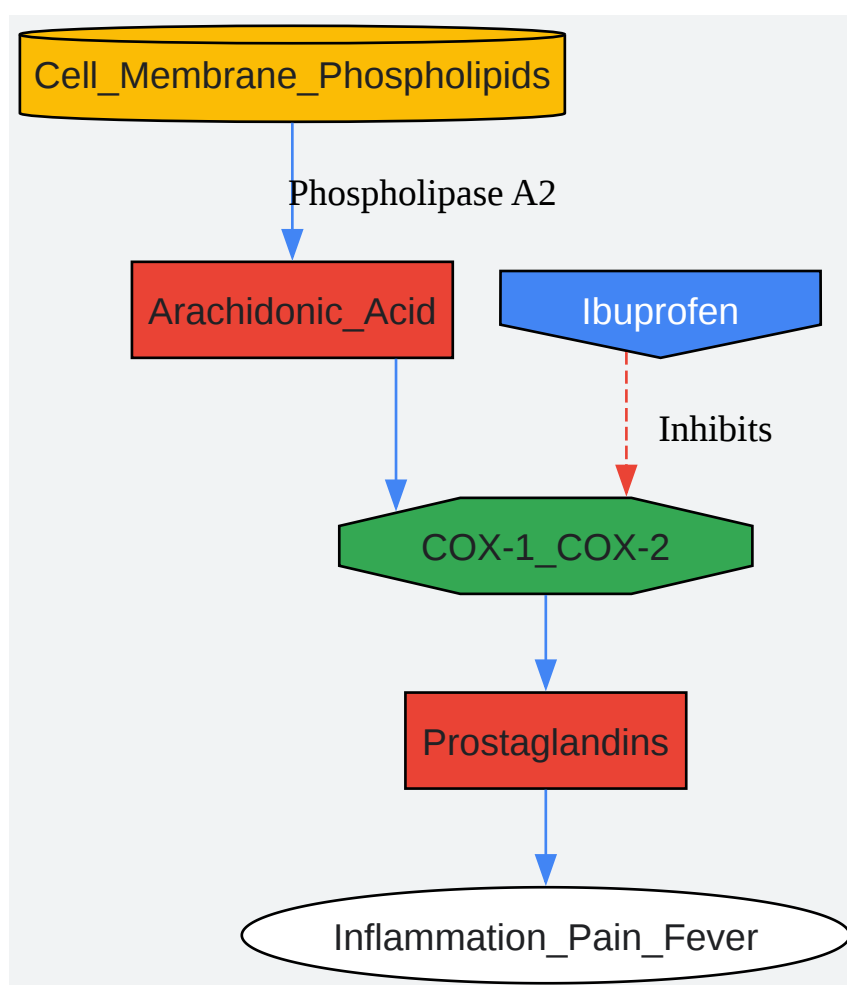 Cell_Membrane_Phospholipids
Phospholipase A2
Arachidonic_Acid
Ibuprofen
Inhibits
COX-1_COX-2
Prostaglandins
Inflammation_Pain_Fever